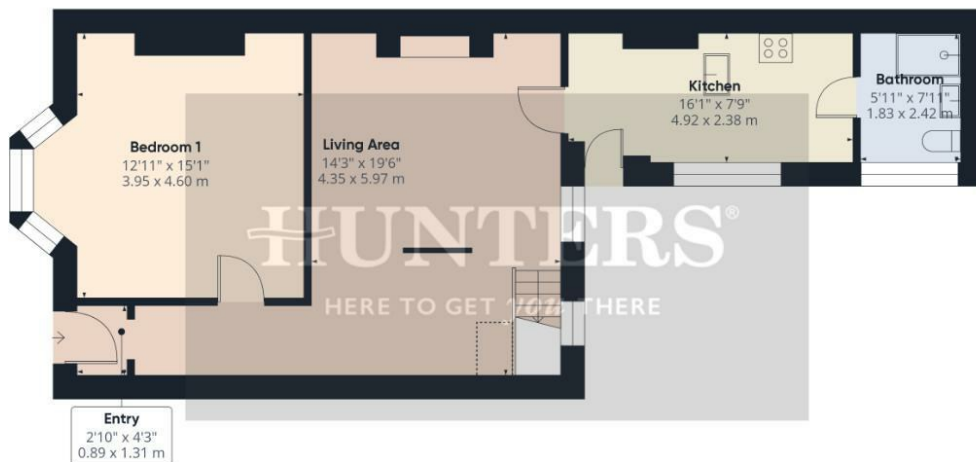 Bedroom 1
12'11" x 15'1"
3.95 x 4.60 m
Living Area
14'3" x 19'6"
4.35 x 5.97 m
Kitchen
16'1" x 7'9"
4.92 x 2.38 m
Bathroom
5'11" x 7'11"
1.83 x 2.42 m
HUNTERS®
HERE TO GET you THERE
Entry
2'10" x 4'3"
0.89 x 1.31 m